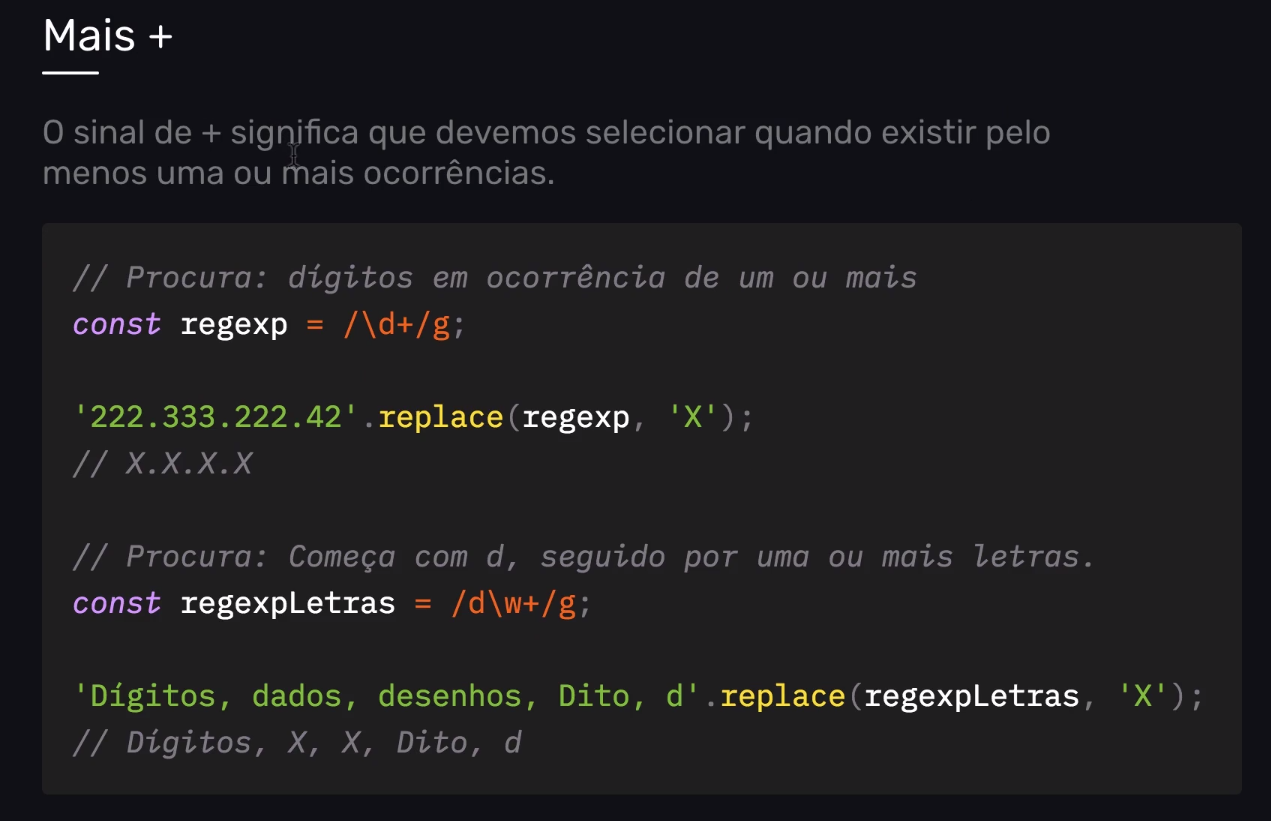 Mais +
O sinal de + significa que devemos selecionar quando existir pelo
menos uma ou mais ocorrências.
// Procura: dígitos em ocorrência de um ou mais
const regexp = /\d+/g;
'222.333.222.42'.replace(regexp, 'X');
// X.X.X.X
// Procura: Começa com d, seguido por uma ou mais letras.
const regexpLetras = /d\w+/g;
'Dígitos, dados, desenhos, Dito, d'.replace(regexpLetras, 'X');
// Dígitos, X, X, Dito, d